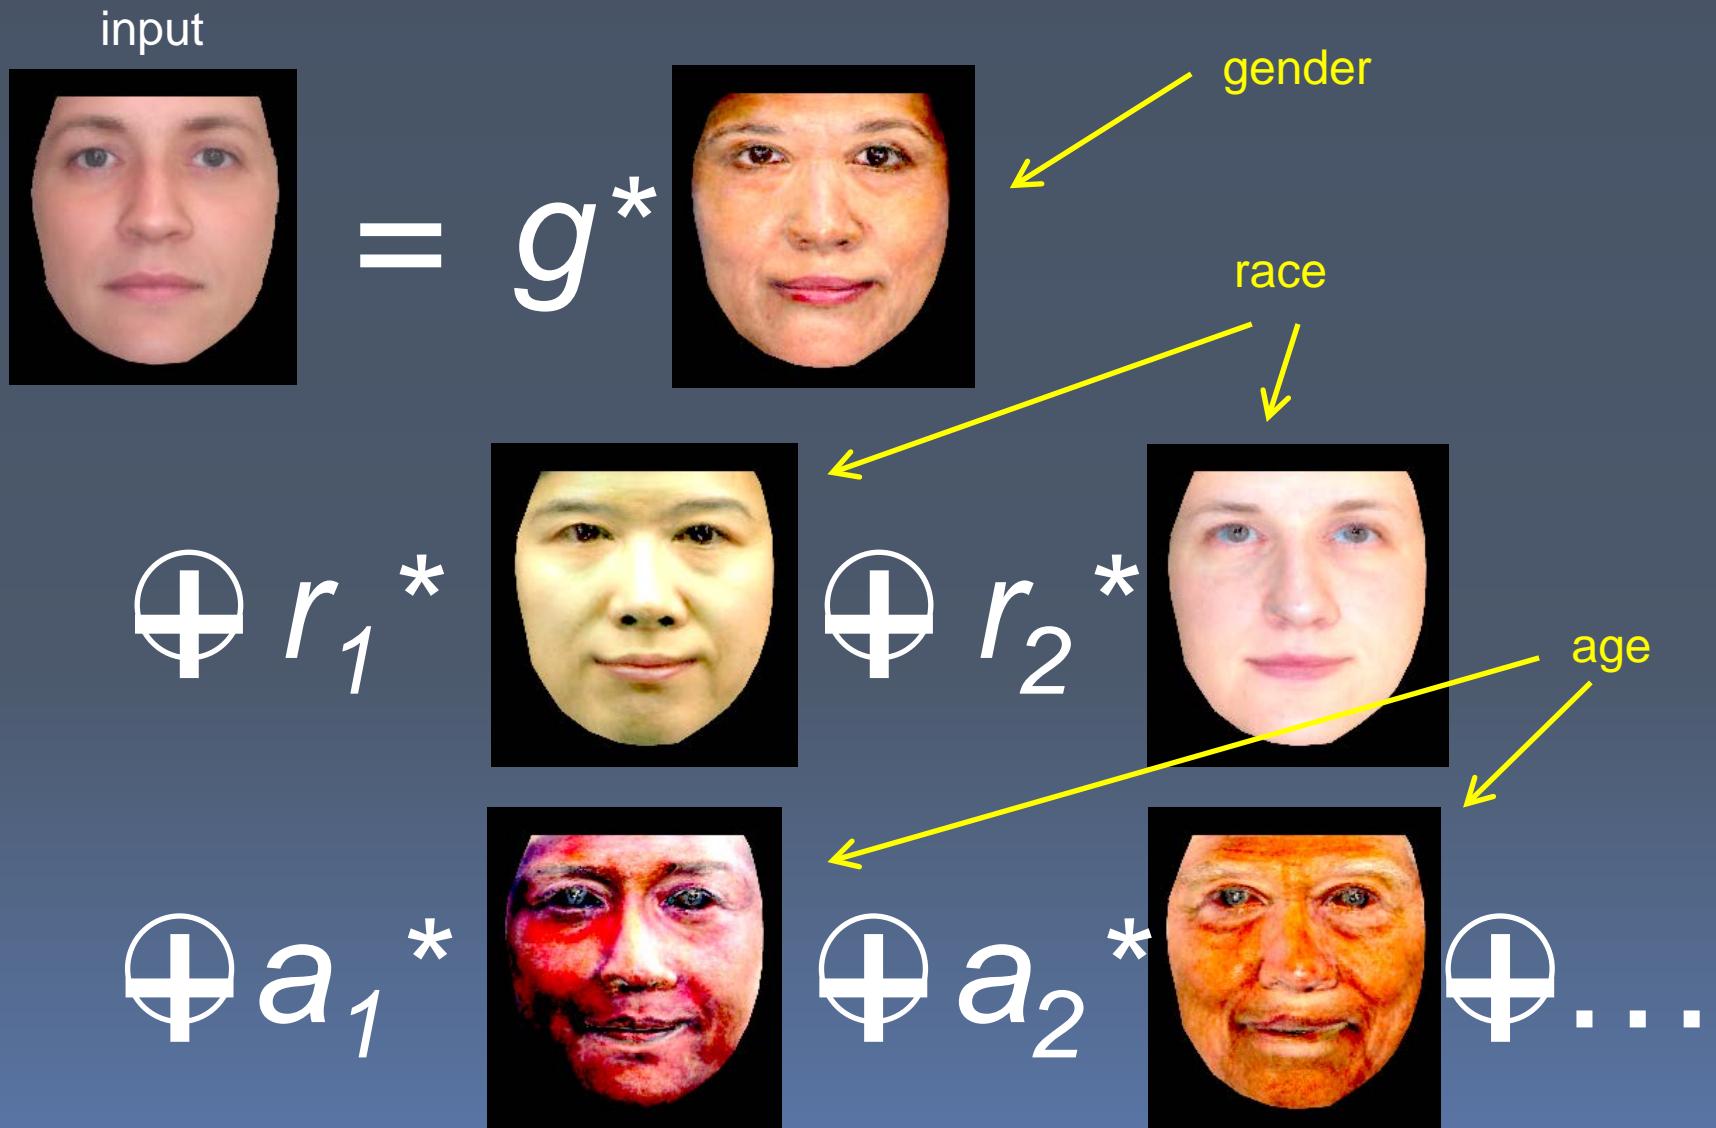 input
gender
= g*
race
⊕ r₁* ⊕ r₂*
age
⊕ a₁* ⊕ a₂* ⊕...